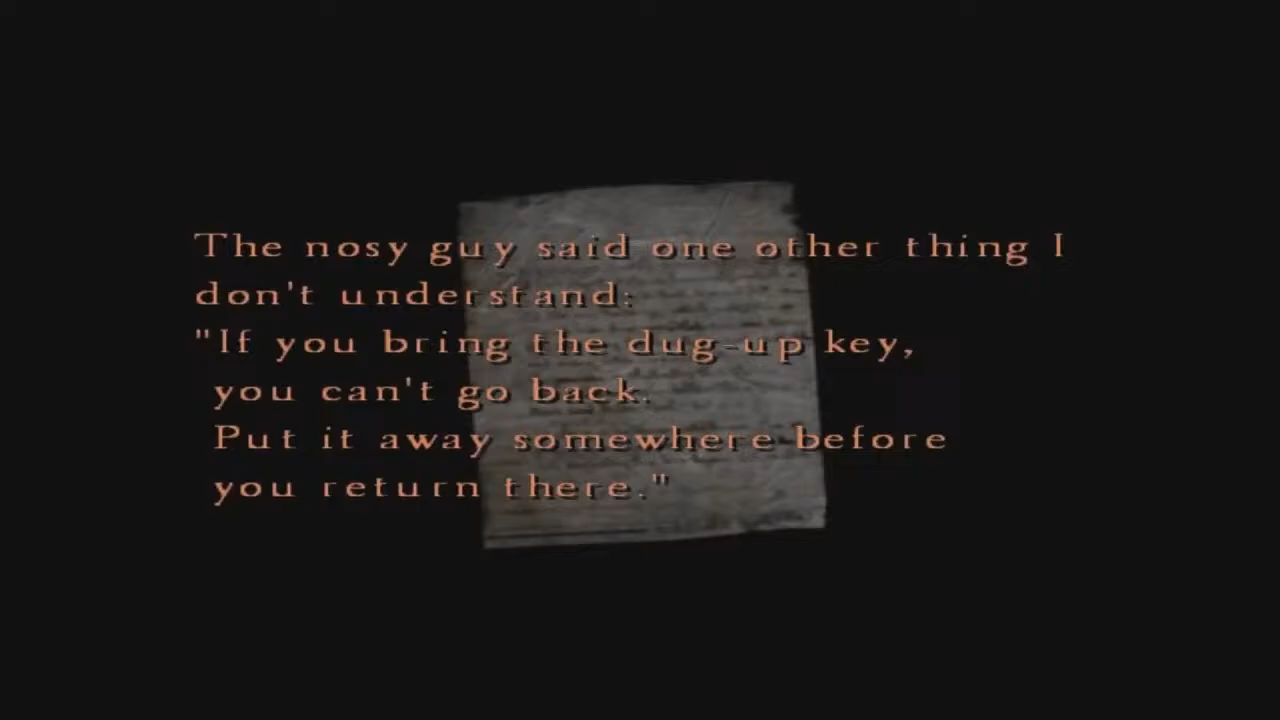 The nosy guy said one other thing I
don't understand:
"If you bring the dug-up key,
you can't go back.
Put it away somewhere before
you return there."